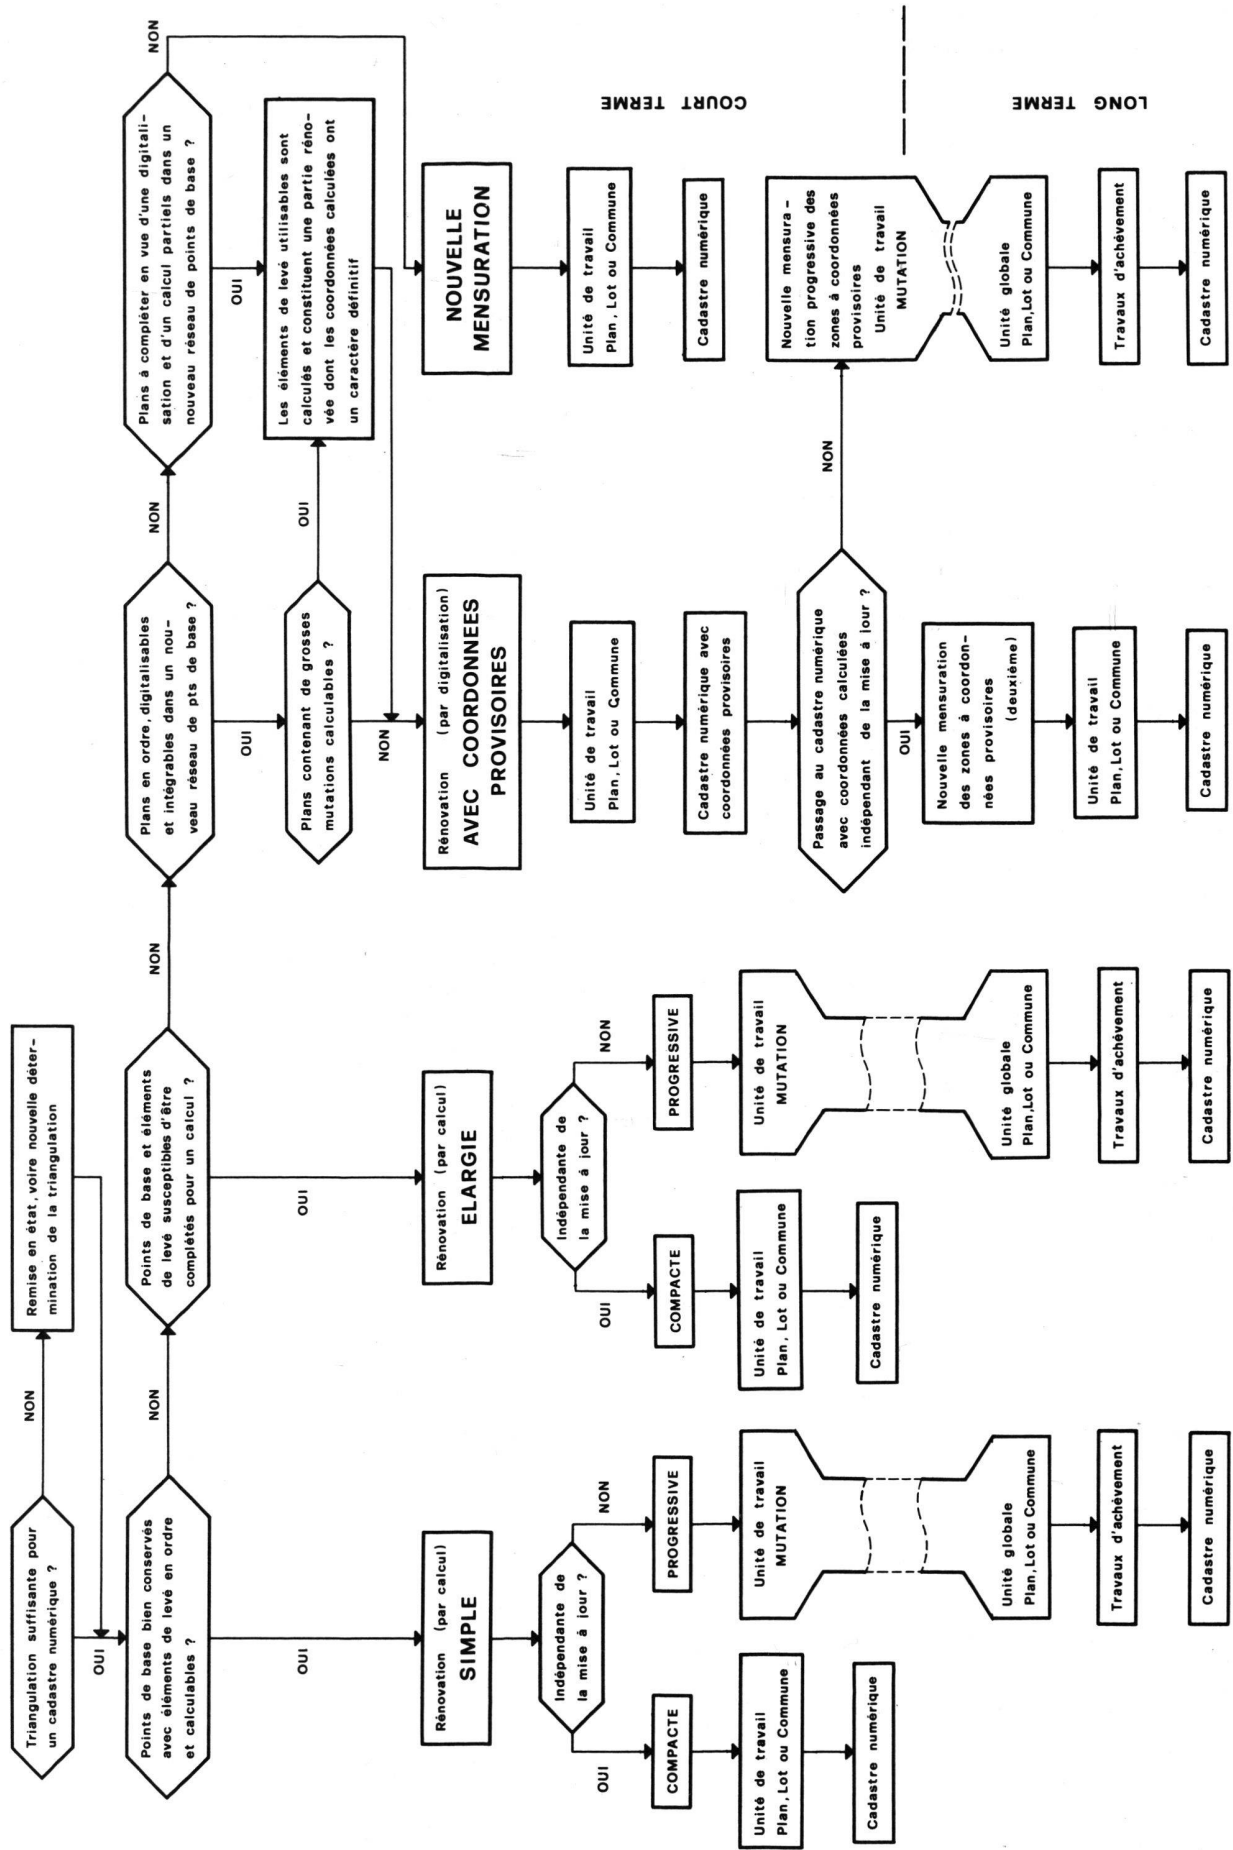 Triangulation suffisante pour
un cadastre numérique ?
NON
Remise en état, voire nouvelle déter-
mination de la triangulation
OUI
Points de base bien conservés
avec éléments de levé en ordre
et calculables ?
NON
Points de base et éléments
de levé susceptibles d'être
complétés pour un calcul ?
NON
Plans en ordre, digitalisables
et intégrables dans un nou-
veau réseau de pts de base ?
NON
Plans à compléter en vue d'une digitali-
sation et d'un calcul partiels dans un
nouveau réseau de points de base ?
NON
OUI
OUI
OUI
OUI
Plans contenant de grosses
mutations calculables ?
OUI
Les éléments de levé utilisables sont
calculés et constituent une partie réno-
vée dont les coordonnées calculées ont
un caractère définitif
NON
Rénovation (par calcul)
SIMPLE
Rénovation (par calcul)
ELARGIE
Rénovation (par digitalisation)
AVEC COORDONNEES
PROVISOIRES
NOUVELLE
MENSURATION
Indépendante de
la mise à jour ?
OUI
NON
Indépendante de
la mise à jour ?
OUI
NON
Unité de travail
Plan, Lot ou Commune
Unité de travail
Plan, Lot ou Commune
COMPACTE
PROGRESSIVE
COMPACTE
PROGRESSIVE
Cadastre numérique avec
coordonnées provisoires
Cadastre numérique
COURT TERME
Unité de travail
Plan, Lot ou Commune
Unité de travail
MUTATION
Unité de travail
Plan, Lot ou Commune
Unité de travail
MUTATION
Passage au cadastre numérique
avec coordonnées calculées
indépendant de la mise à jour ?
NON
Nouvelle mensura-
tion progressive des
zones à coordonnées
provisoires
Unité de travail
MUTATION
Cadastre numérique
Cadastre numérique
OUI
Nouvelle mensuration
des zones à coordon-
nées provisoires
(deuxième)
LONG TERME
Unité globale
Plan, Lot ou Commune
Unité globale
Plan, Lot ou Commune
Unité globale
Plan, Lot ou Commune
Travaux d'achèvement
Travaux d'achèvement
Unité de travail
Plan, Lot ou Commune
Travaux d'achèvement
Cadastre numérique
Cadastre numérique
Cadastre numérique
Cadastre numérique